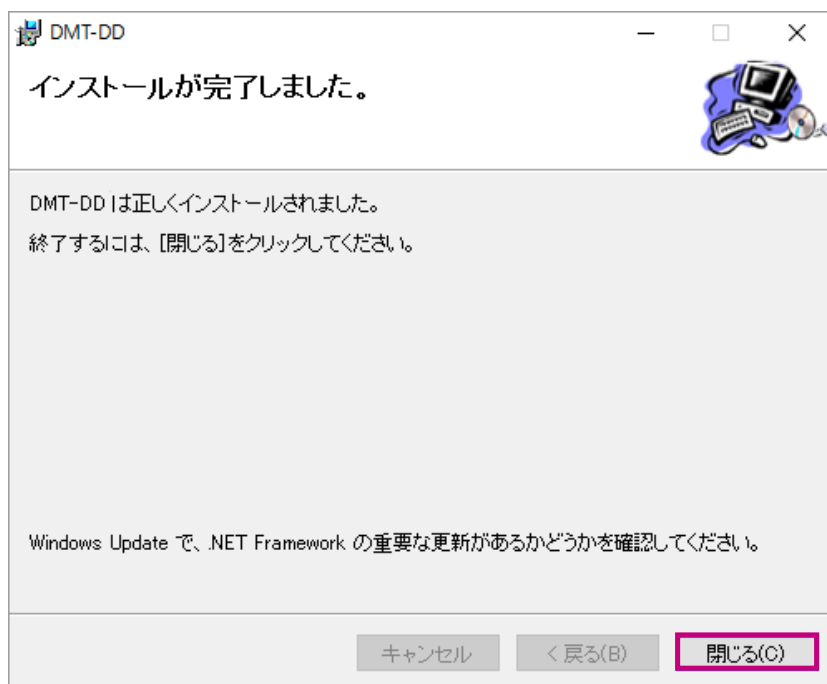 DMT-DD
インストールが完了しました。
DMT-DD は正しくインストールされました。
終了するには、[閉じる]をクリックしてください。
Windows Update で、.NET Framework の重要な更新があるかどうかを確認してください。
キャンセル
< 戻る(B)
閉じる(C)